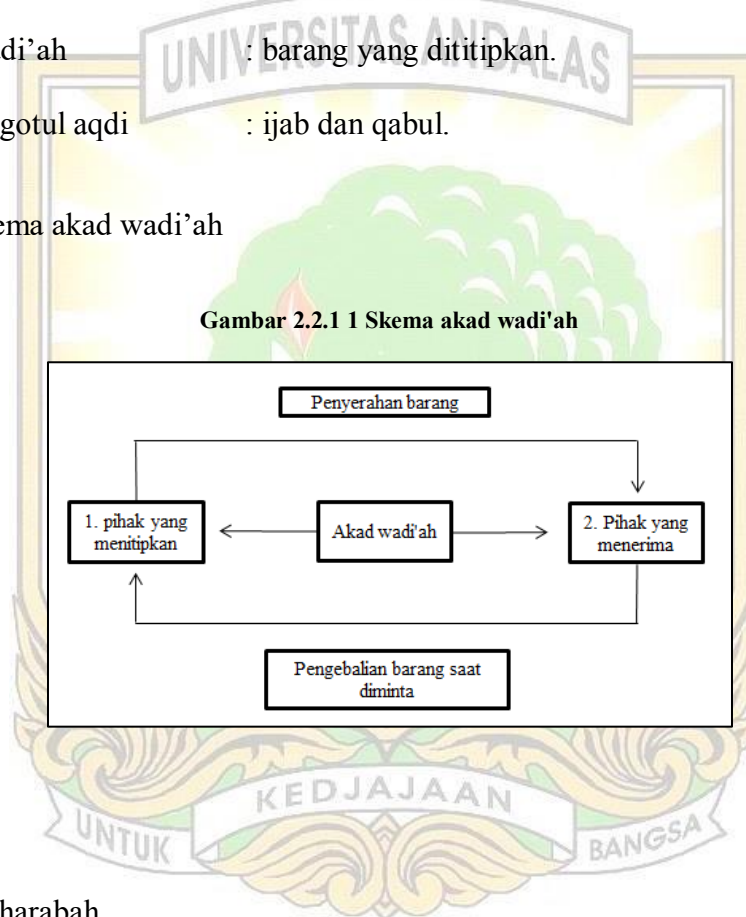 UNIVERSITAS ANDALAS
di'ah : barang yang dititipkan.
gotul aqdi : ijab dan qabul.
ema akad wadi'ah
Gambar 2.2.1 1 Skema akad wadi'ah
Penyerahan barang
1. pihak yang
menitipkan
Akad wadi'ah
2. Pihak yang
menerima
Pengebalian barang saat
diminta
UNTUK KEDJAJAAN BANGSA
harabah